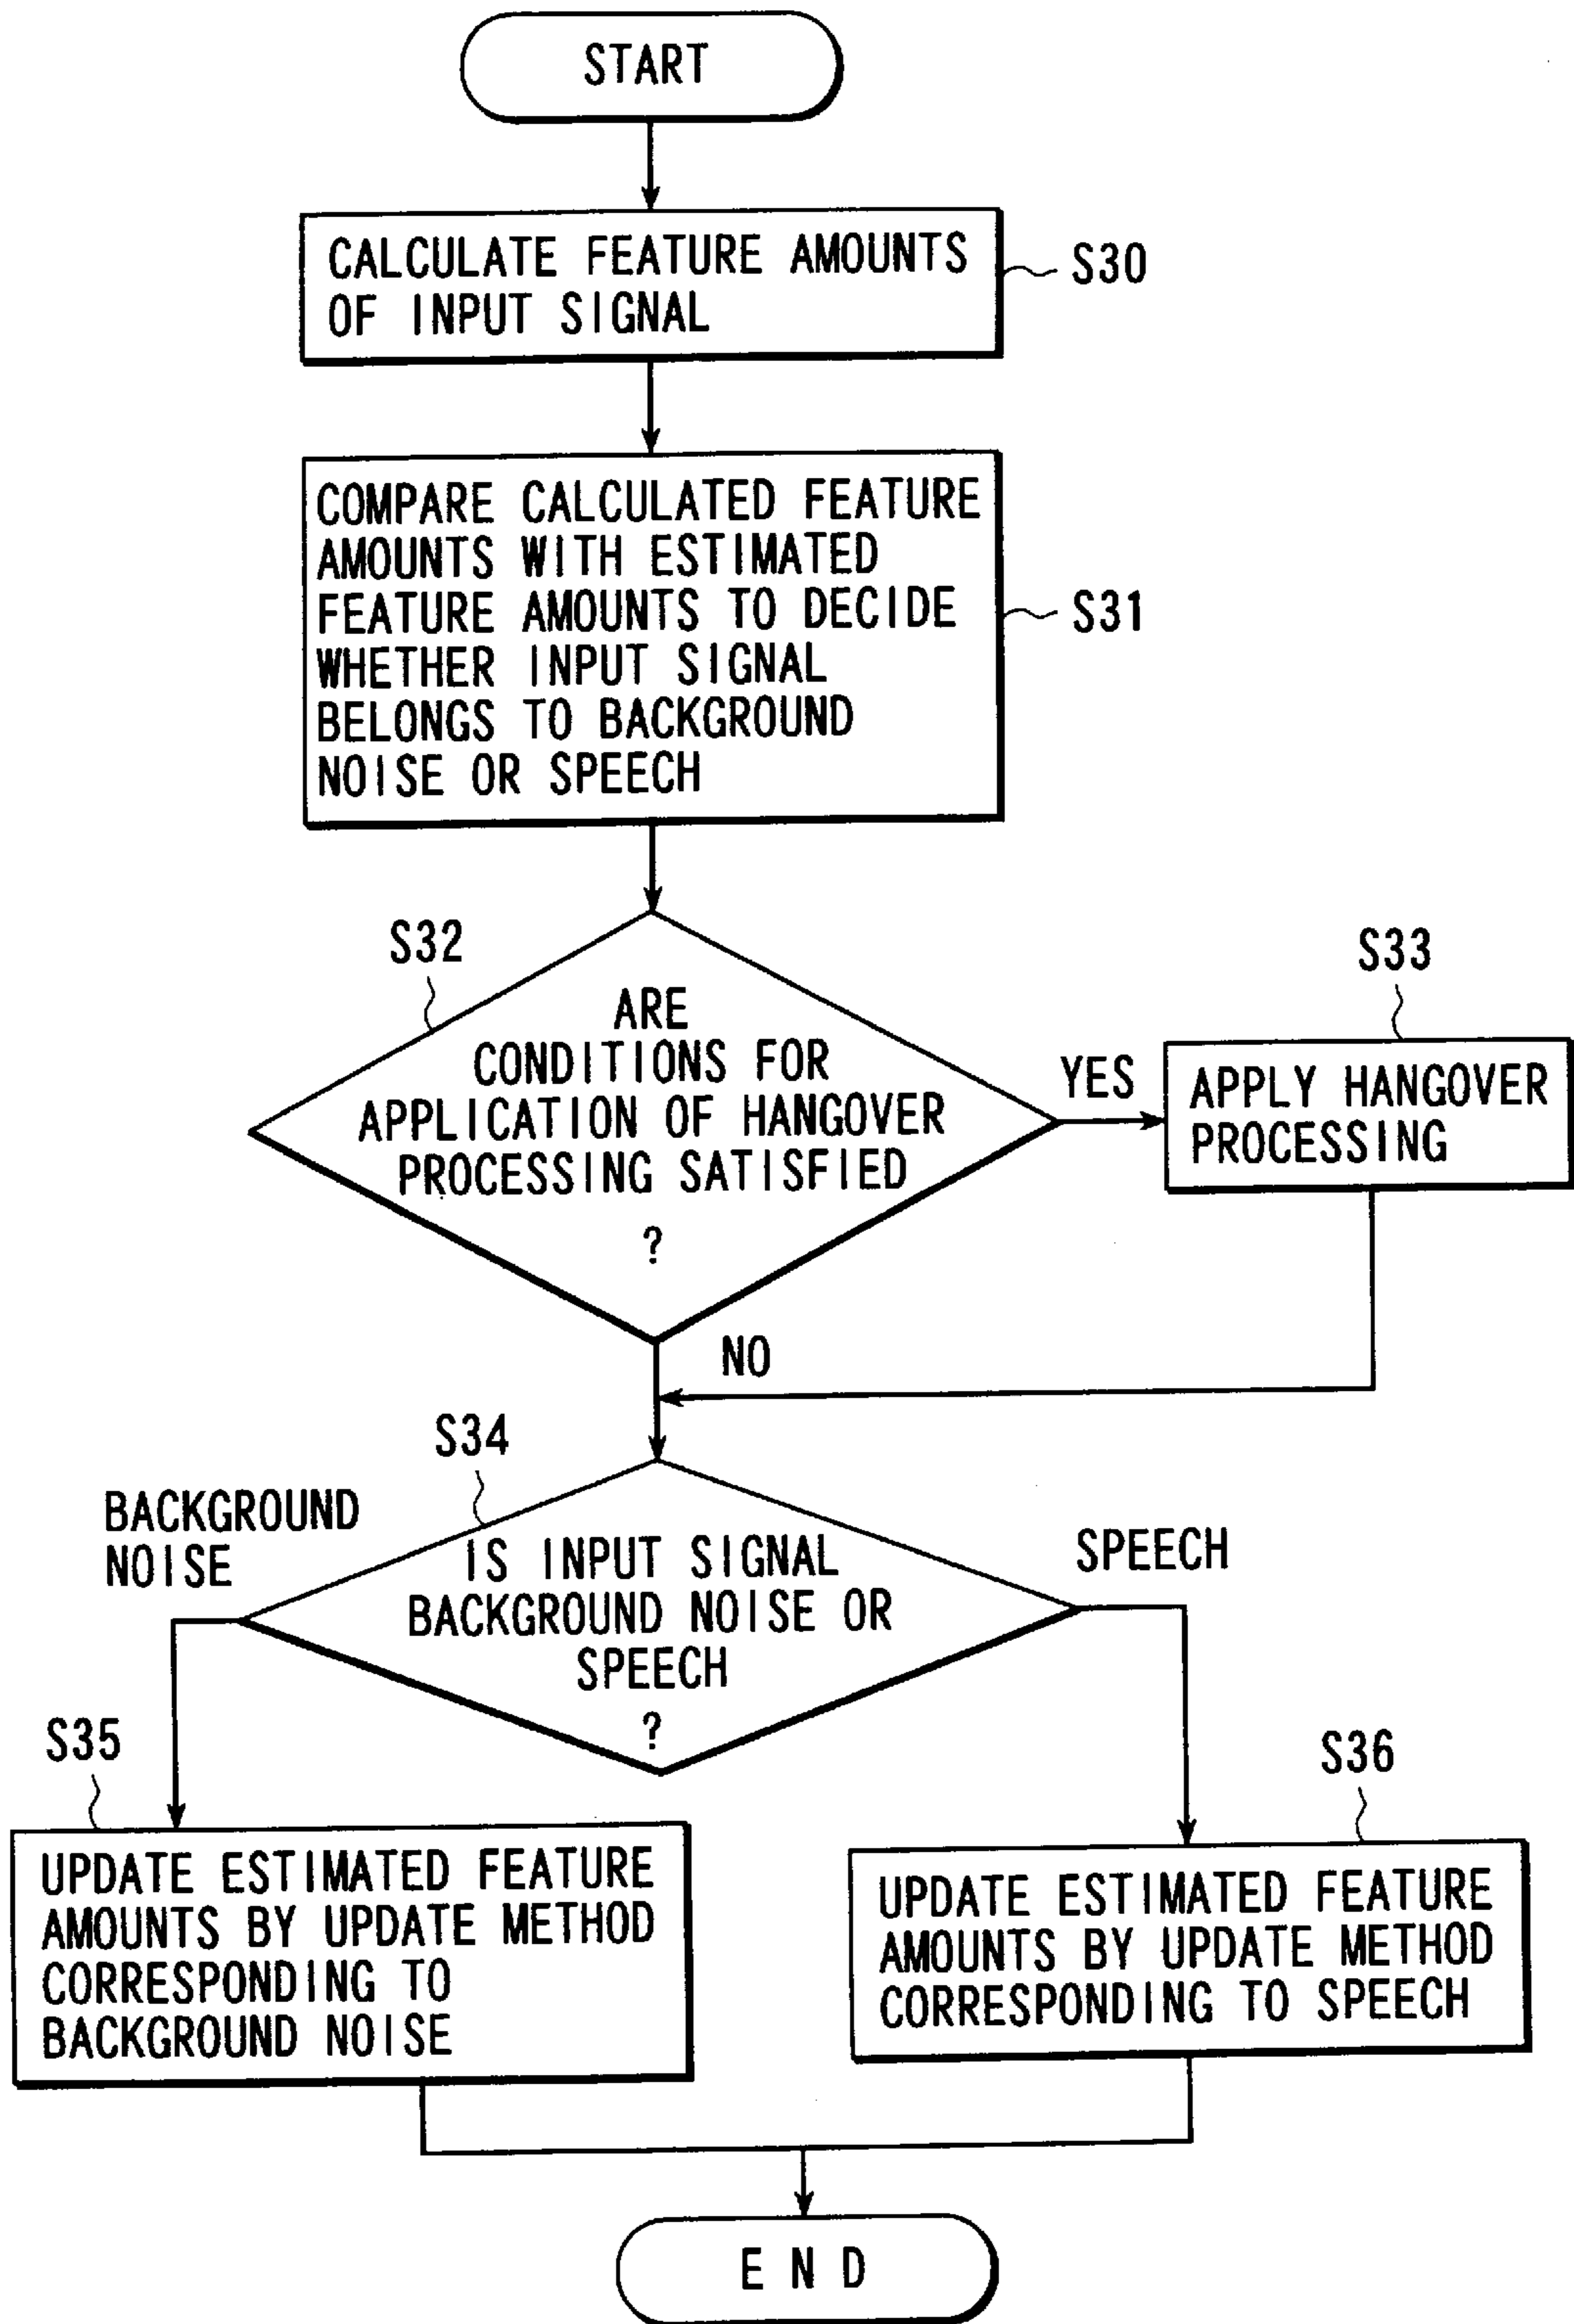 START
CALCULATE FEATURE AMOUNTS
OF INPUT SIGNAL
S30
COMPARE CALCULATED FEATURE
AMOUNTS WITH ESTIMATED
FEATURE AMOUNTS TO DECIDE
WHETHER INPUT SIGNAL
BELONGS TO BACKGROUND
NOISE OR SPEECH
S31
S32
ARE
CONDITIONS FOR
APPLICATION OF HANGOVER
PROCESSING SATISFIED
?
YES
S33
APPLY HANGOVER
PROCESSING
NO
S34
BACKGROUND
NOISE
IS INPUT SIGNAL
BACKGROUND NOISE OR
SPEECH
?
SPEECH
S35
UPDATE ESTIMATED FEATURE
AMOUNTS BY UPDATE METHOD
CORRESPONDING TO
BACKGROUND NOISE
S36
UPDATE ESTIMATED FEATURE
AMOUNTS BY UPDATE METHOD
CORRESPONDING TO SPEECH
END